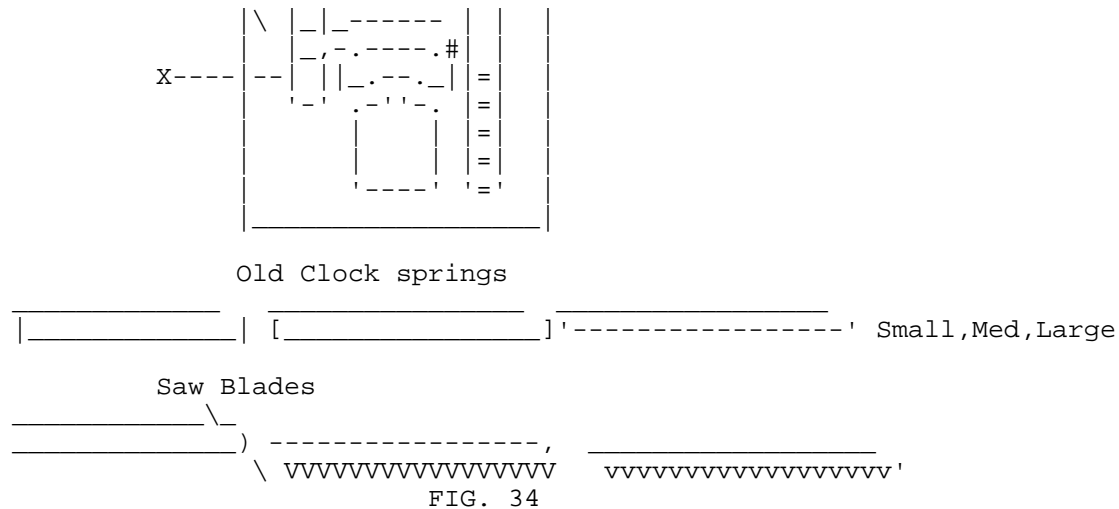 X
Old Clock springs
Small,Med,Large
Saw Blades
FIG. 34